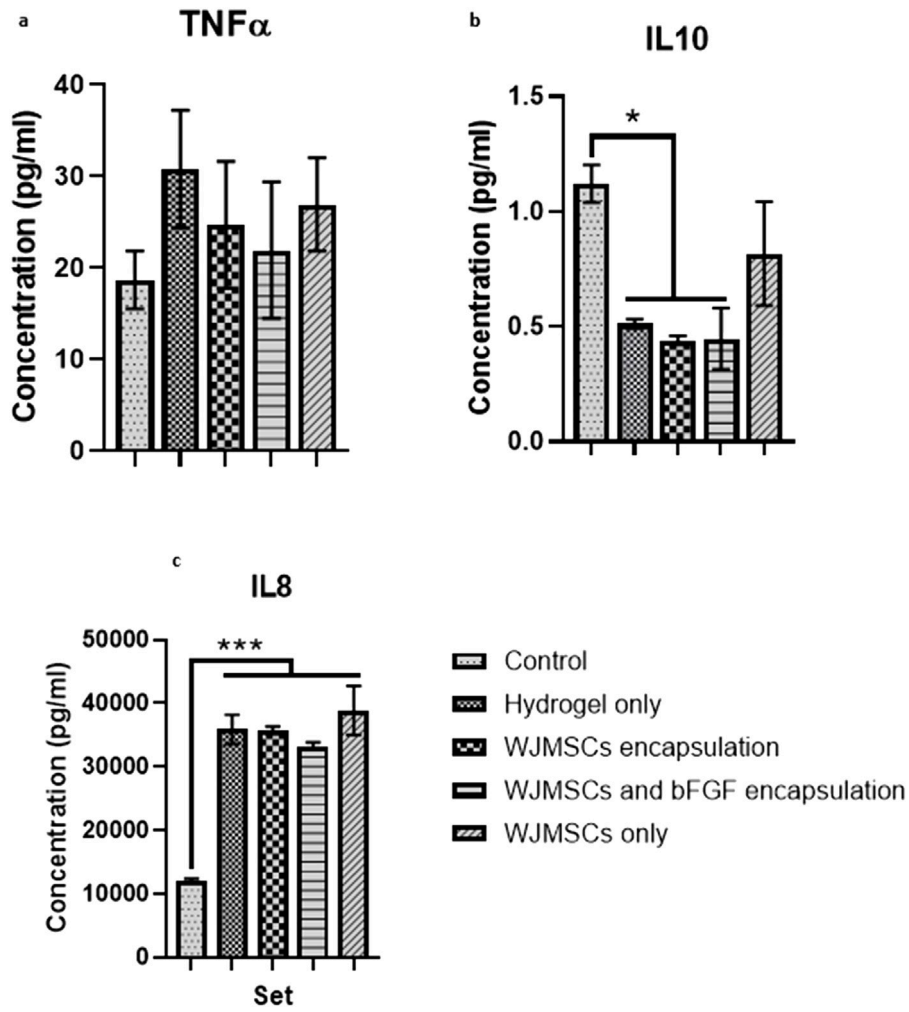 a
TNFα
Concentration (pg/ml)
40
30
20
10
0
b
IL10
Concentration (pg/ml)
1.5
*
1.0
0.5
0.0
c
IL8
Concentration (pg/ml)
50000
***
40000
30000
20000
10000
0
Set
Control
Hydrogel only
WJMSCs encapsulation
WJMSCs and bFGF encapsulation
WJMSCs only